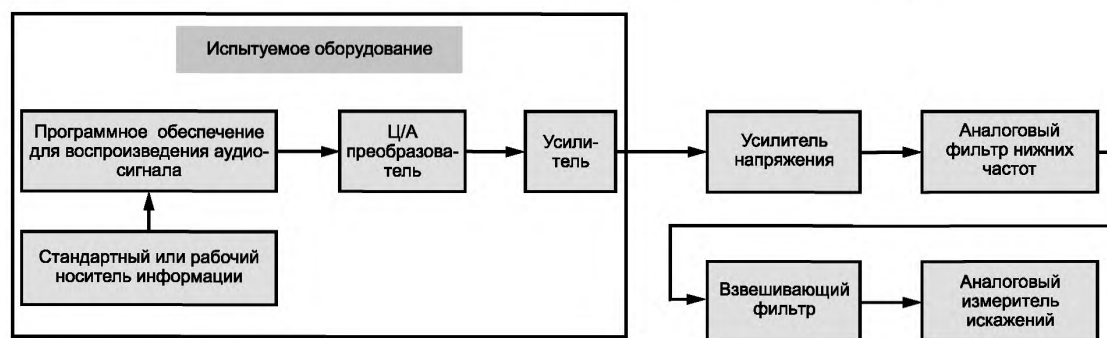 Испытуемое оборудование
Программное обеспечение
для воспроизведения аудио-
сигнала
Ц/А
преобразова-
тель
Усили-
тель
Усилитель
напряжения
Аналоговый
фильтр нижних
частот
Стандартный или рабочий
носитель информации
Взвешивающий
фильтр
Аналоговый
измеритель
искажений